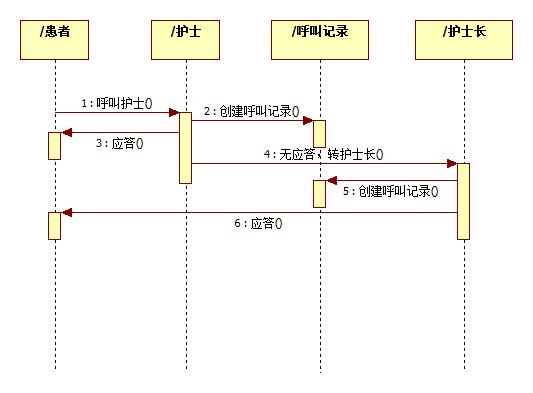 /患者
/护士
/呼叫记录
/护士长
1 : 呼叫护士()
2 : 创建呼叫记录()
3 : 应答()
4 : 无应答、转护士长()
5 : 创建呼叫记录()
6 : 应答()